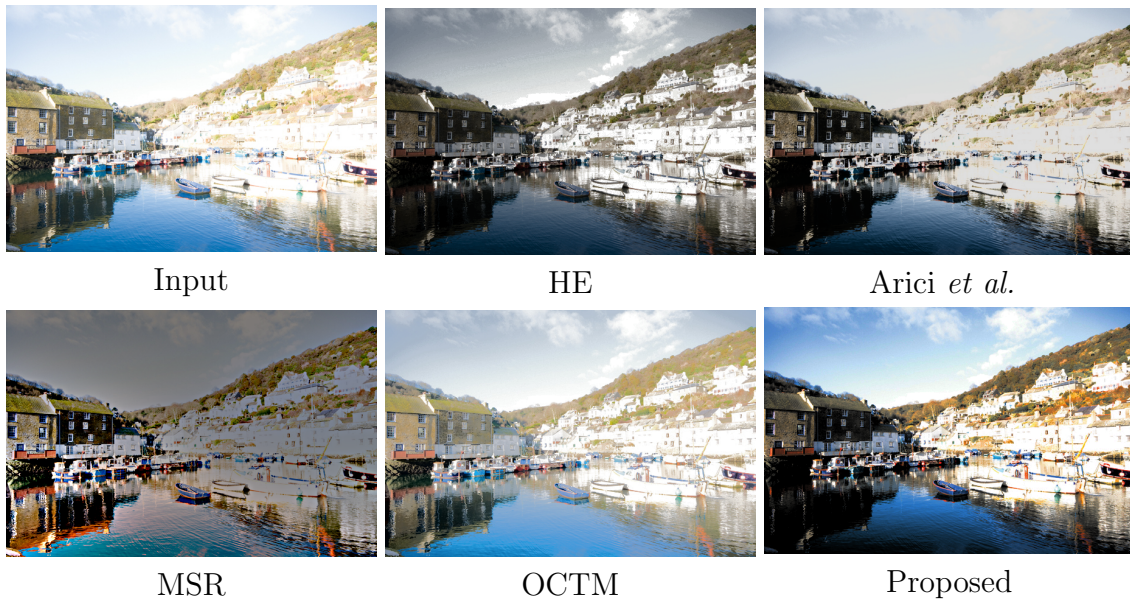 Input
HE
Arici et al.
MSR
OCTM
Proposed